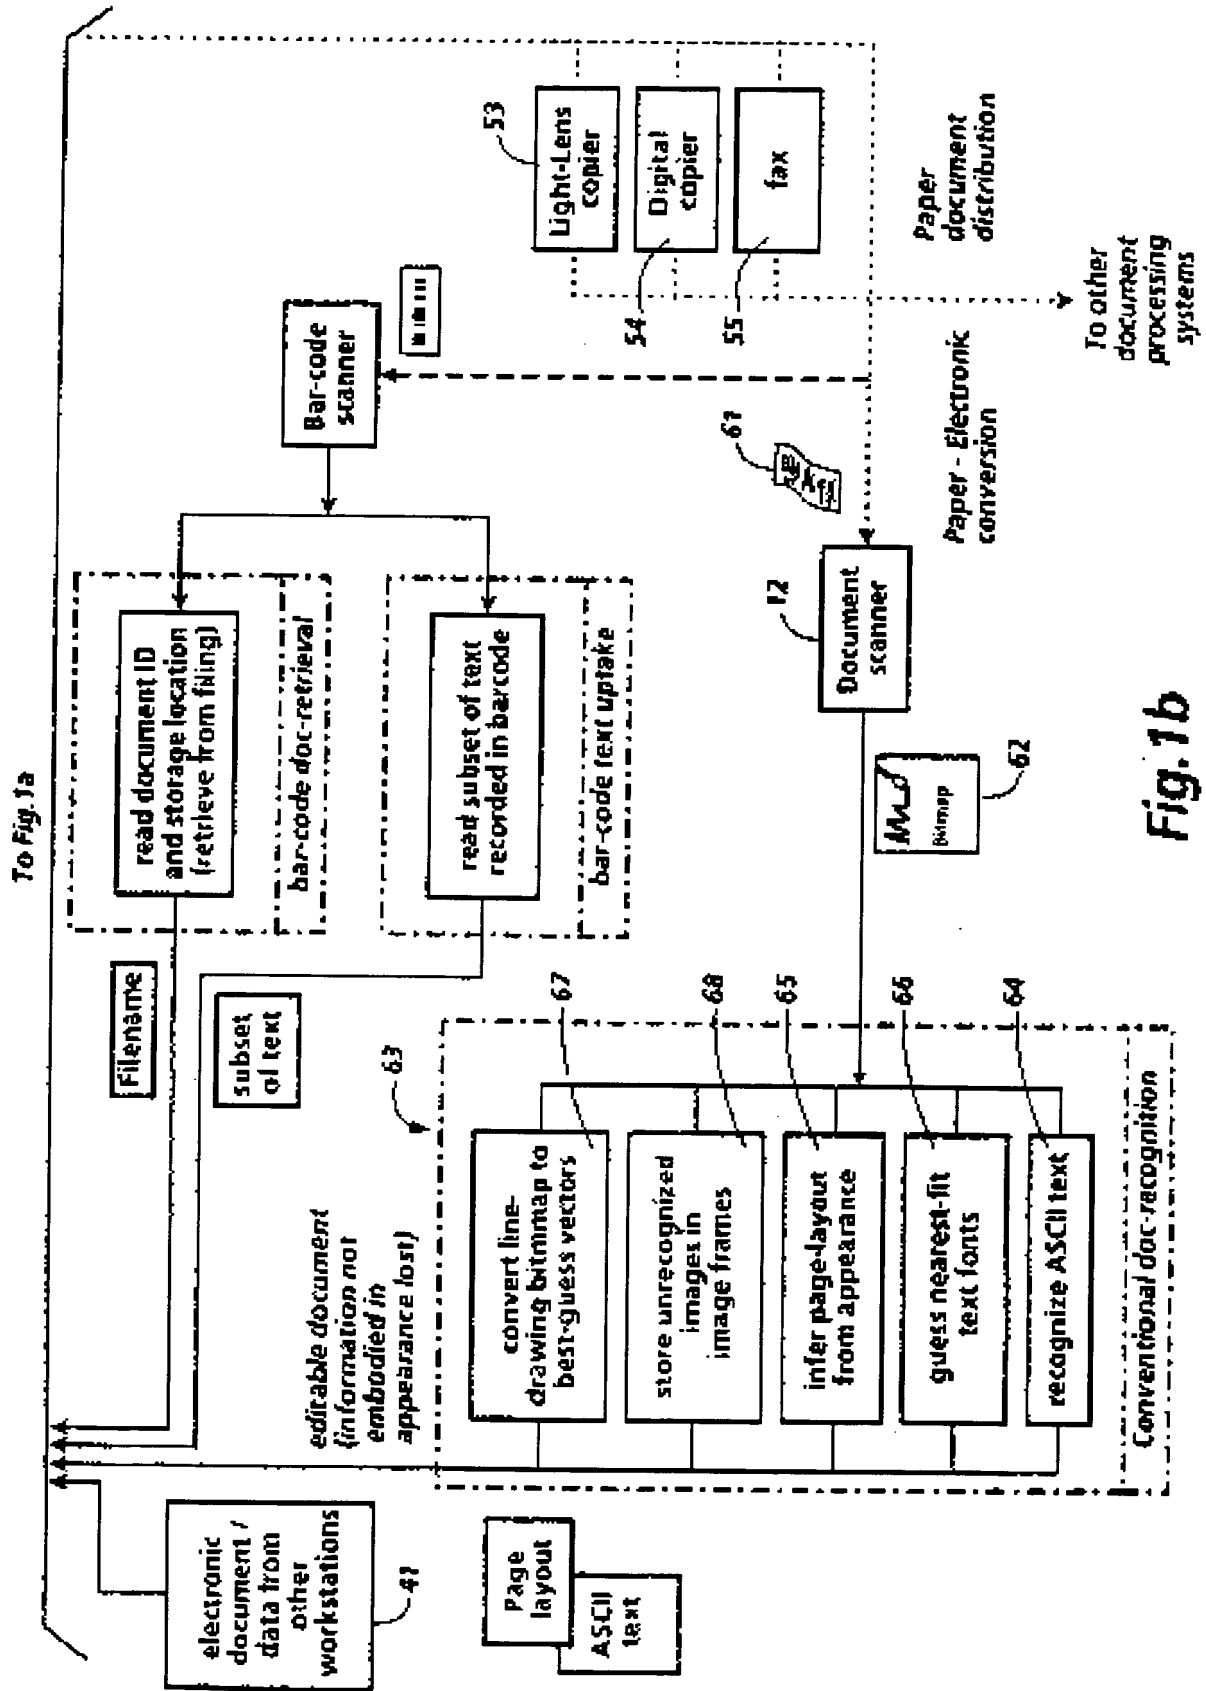 To Fig.1a
electronic
document /
data from
other
workstations
41
Filename
read document ID
and storage location
(retrieve from filing)
bar-code doc-retrieval
subset
of text
read subset of text
recorded in barcode
bar-code text uptake
Bar-code
scanner
53
Light-Lens
copier
54
Digital
copier
55
fax
Paper
document
distribution
To other
document
processing
systems
editable document
(information not
embodied in
appearance lost)
63
67
convert line-
drawing bitmmap to
best-guess vectors
68
store unrecognized
images in
image frames
65
infer page-layout
from appearance
66
guess nearest-fit
text fonts
64
recognize ASCII text
Conventional doc-recognition
Page
layout
ASCII
text
61
12
Document
scanner
Bitmap
62
Paper - Electronic
conversion
Fig.1b